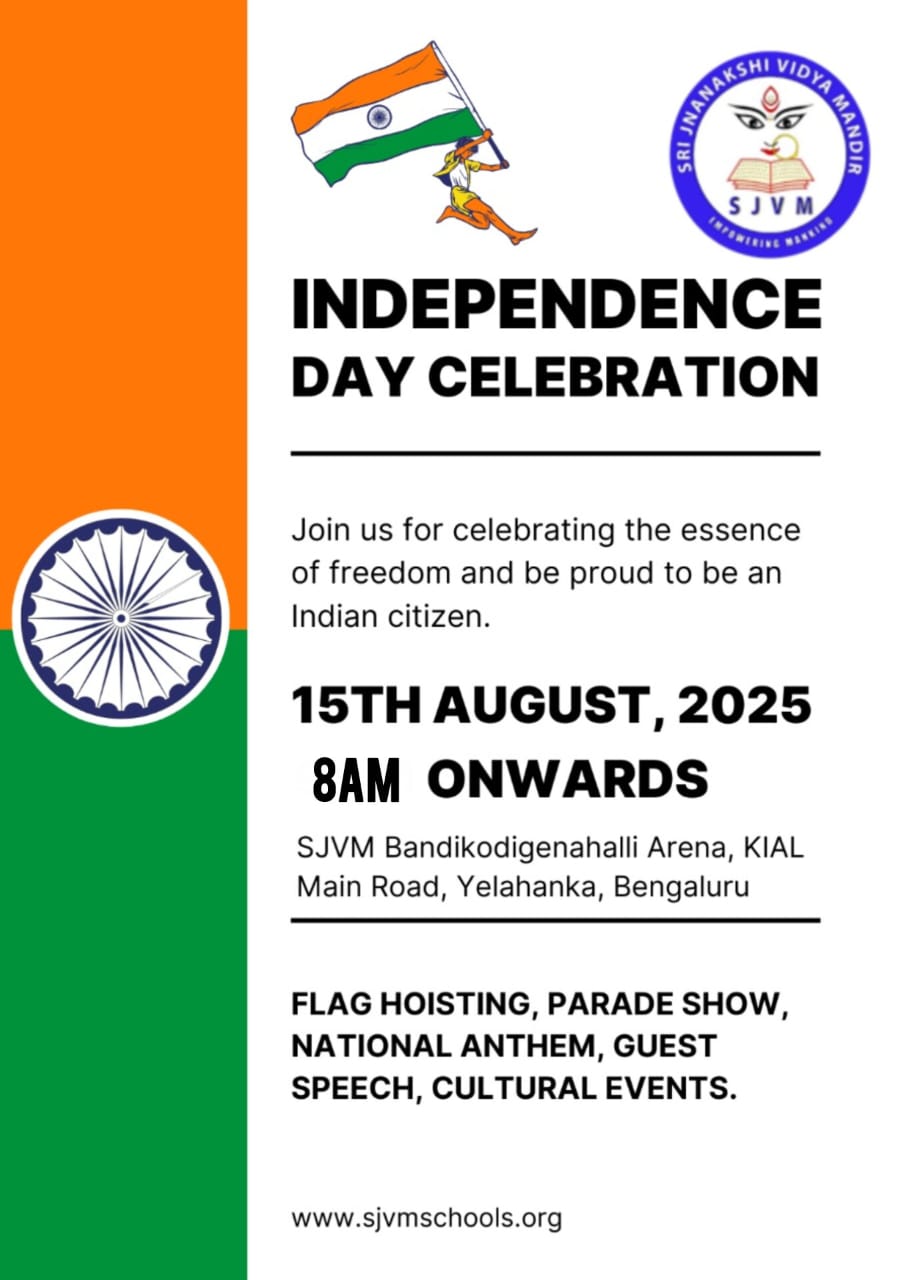 SRI JNANAKSHI VIDYA MANDIR
SJVM
EMPOWERING MANKIND
INDEPENDENCE
DAY CELEBRATION
Join us for celebrating the essence
of freedom and be proud to be an
Indian citizen.
15TH AUGUST, 2025
8AM ONWARDS
SJVM Bandikodigenahalli Arena, KIAL
Main Road, Yelahanka, Bengaluru
FLAG HOISTING, PARADE SHOW,
NATIONAL ANTHEM, GUEST
SPEECH, CULTURAL EVENTS.
www.sjvmschools.org